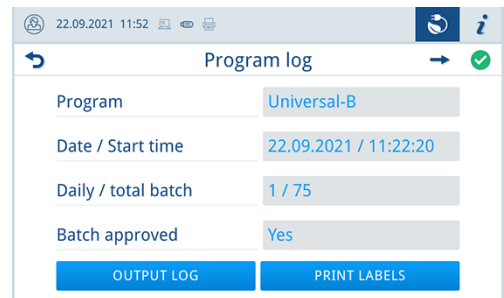 22.09.2021 11:52
i
Program log
Program Universal-B
Date / Start time 22.09.2021 / 11:22:20
Daily / total batch 1 / 75
Batch approved Yes
OUTPUT LOG PRINT LABELS